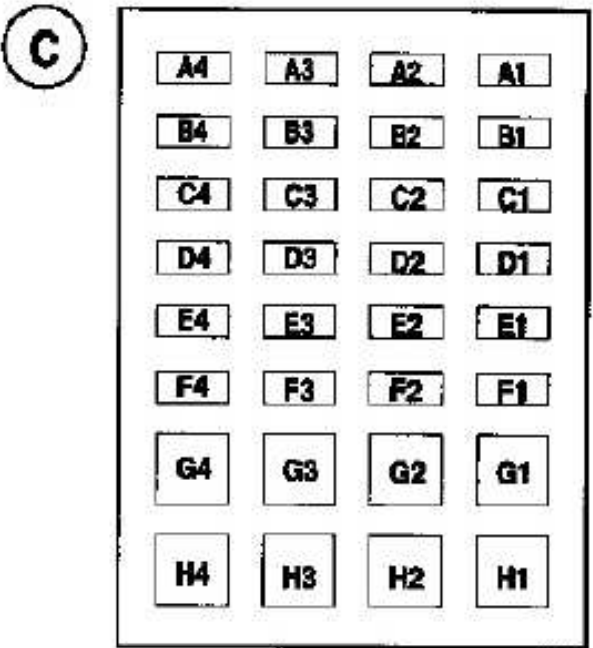 C
A4 A3 A2 A1
B4 B3 B2 B1
C4 C3 C2 C1
D4 D3 D2 D1
E4 E3 E2 E1
F4 F3 F2 F1
G4 G3 G2 G1
H4 H3 H2 H1